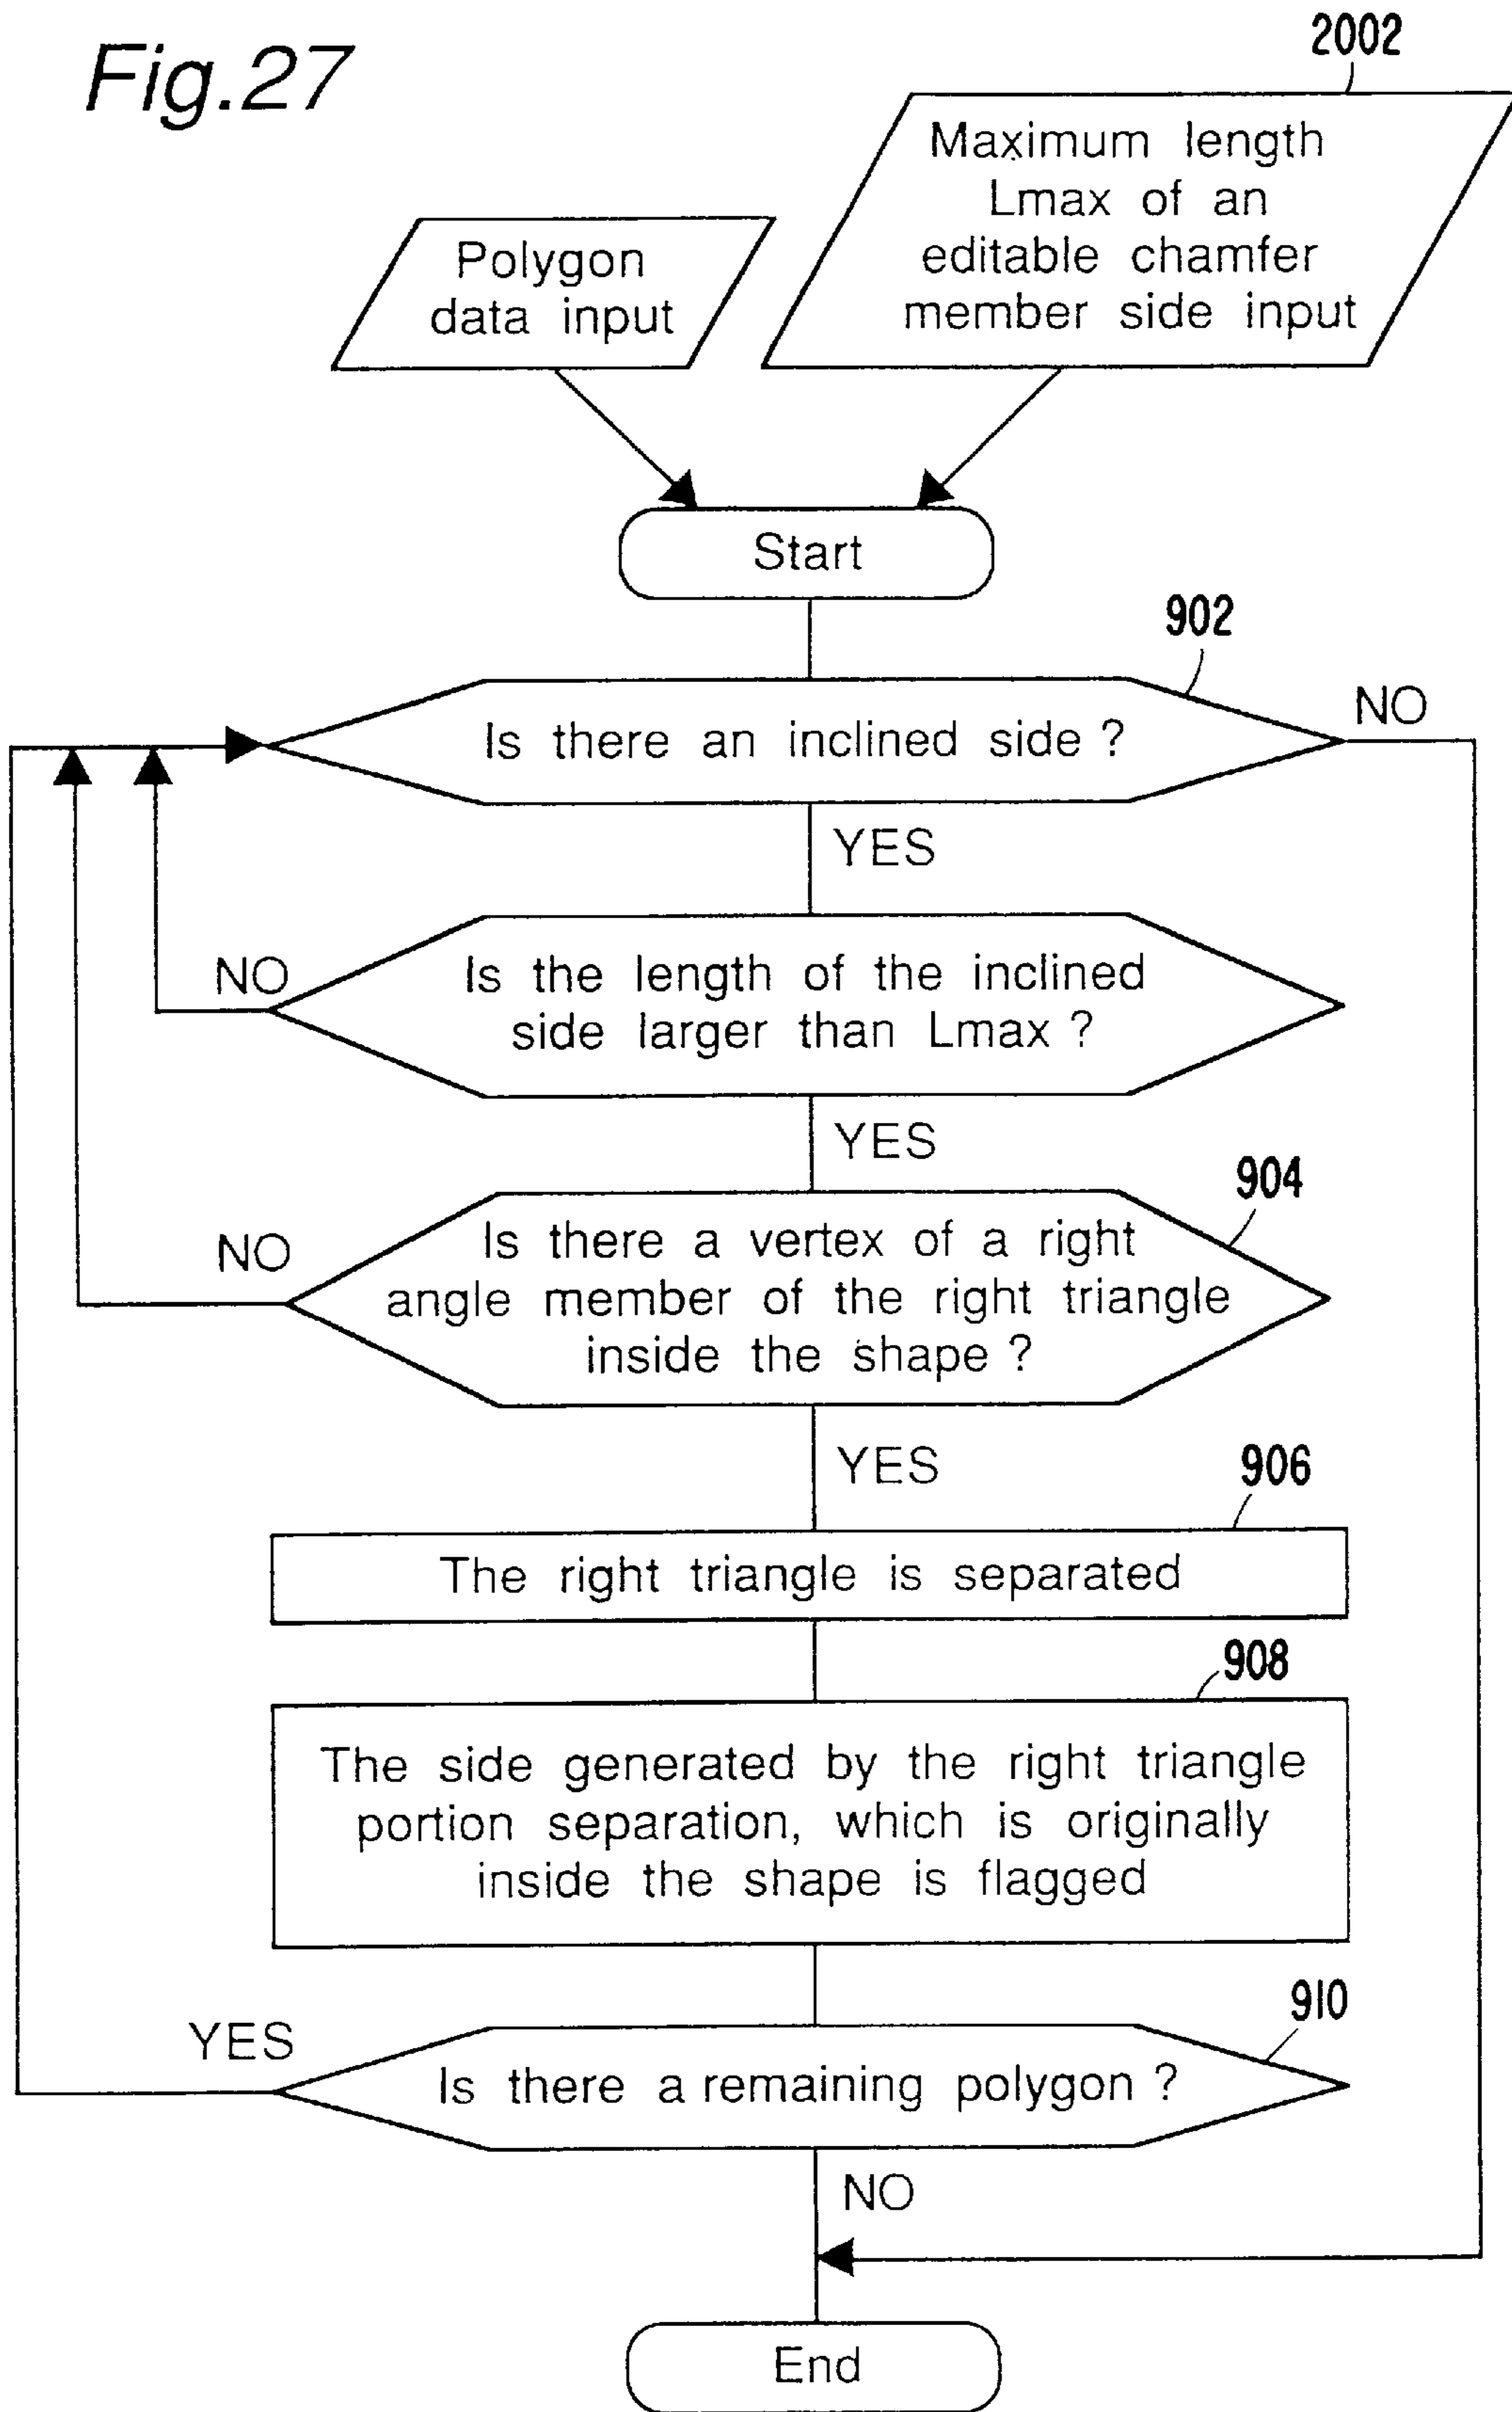 Fig.27
2002
Maximum length
Lmax of an
editable chamfer
member side input
Polygon
data input
Start
902
Is there an inclined side ?
NO
YES
Is the length of the inclined
side larger than Lmax ?
NO
YES
904
Is there a vertex of a right
angle member of the right triangle
inside the shape ?
NO
YES
906
The right triangle is separated
908
The side generated by the right triangle
portion separation, which is originally
inside the shape is flagged
910
YES
Is there a remaining polygon ?
NO
End